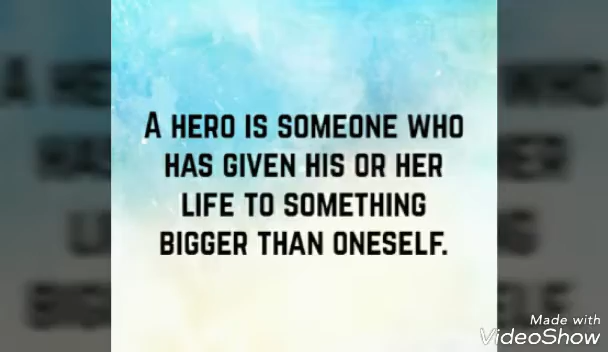 A HERO IS SOMEONE WHO
HAS GIVEN HIS OR HER
LIFE TO SOMETHING
BIGGER THAN ONESELF.
Made with
VideoShow